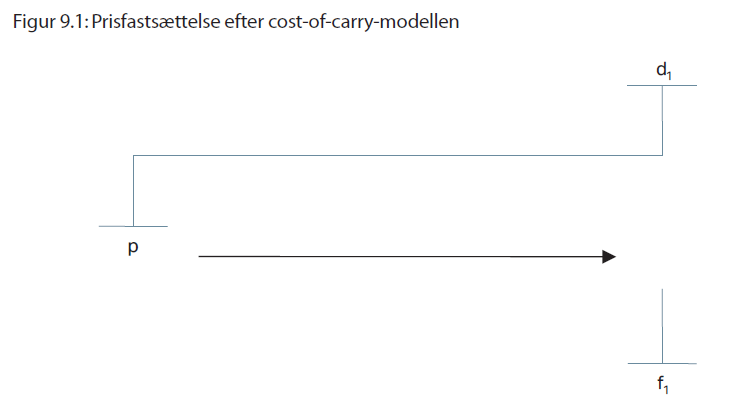 Figur 9.1: Prisfastsættelse efter cost-of-carry-modellen
d₁
p
f₁